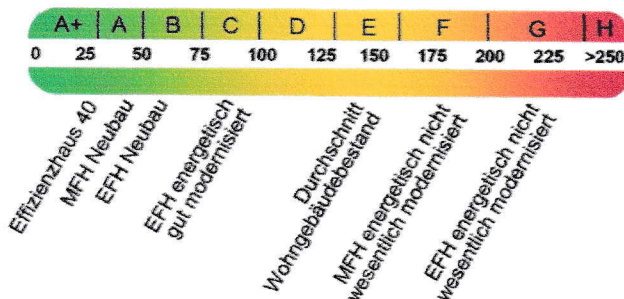 A+ A B C D E F G H
0 25 50 75 100 125 150 175 200 225 >250
Effizienzhaus 40
MFH Neubau
EFH Neubau
EFH energetisch
gut modernisiert
Durchschnitt
Wohngebäudebestand
MFH energetisch nicht
wesentlich modernisiert
EFH energetisch nicht
wesentlich modernisiert